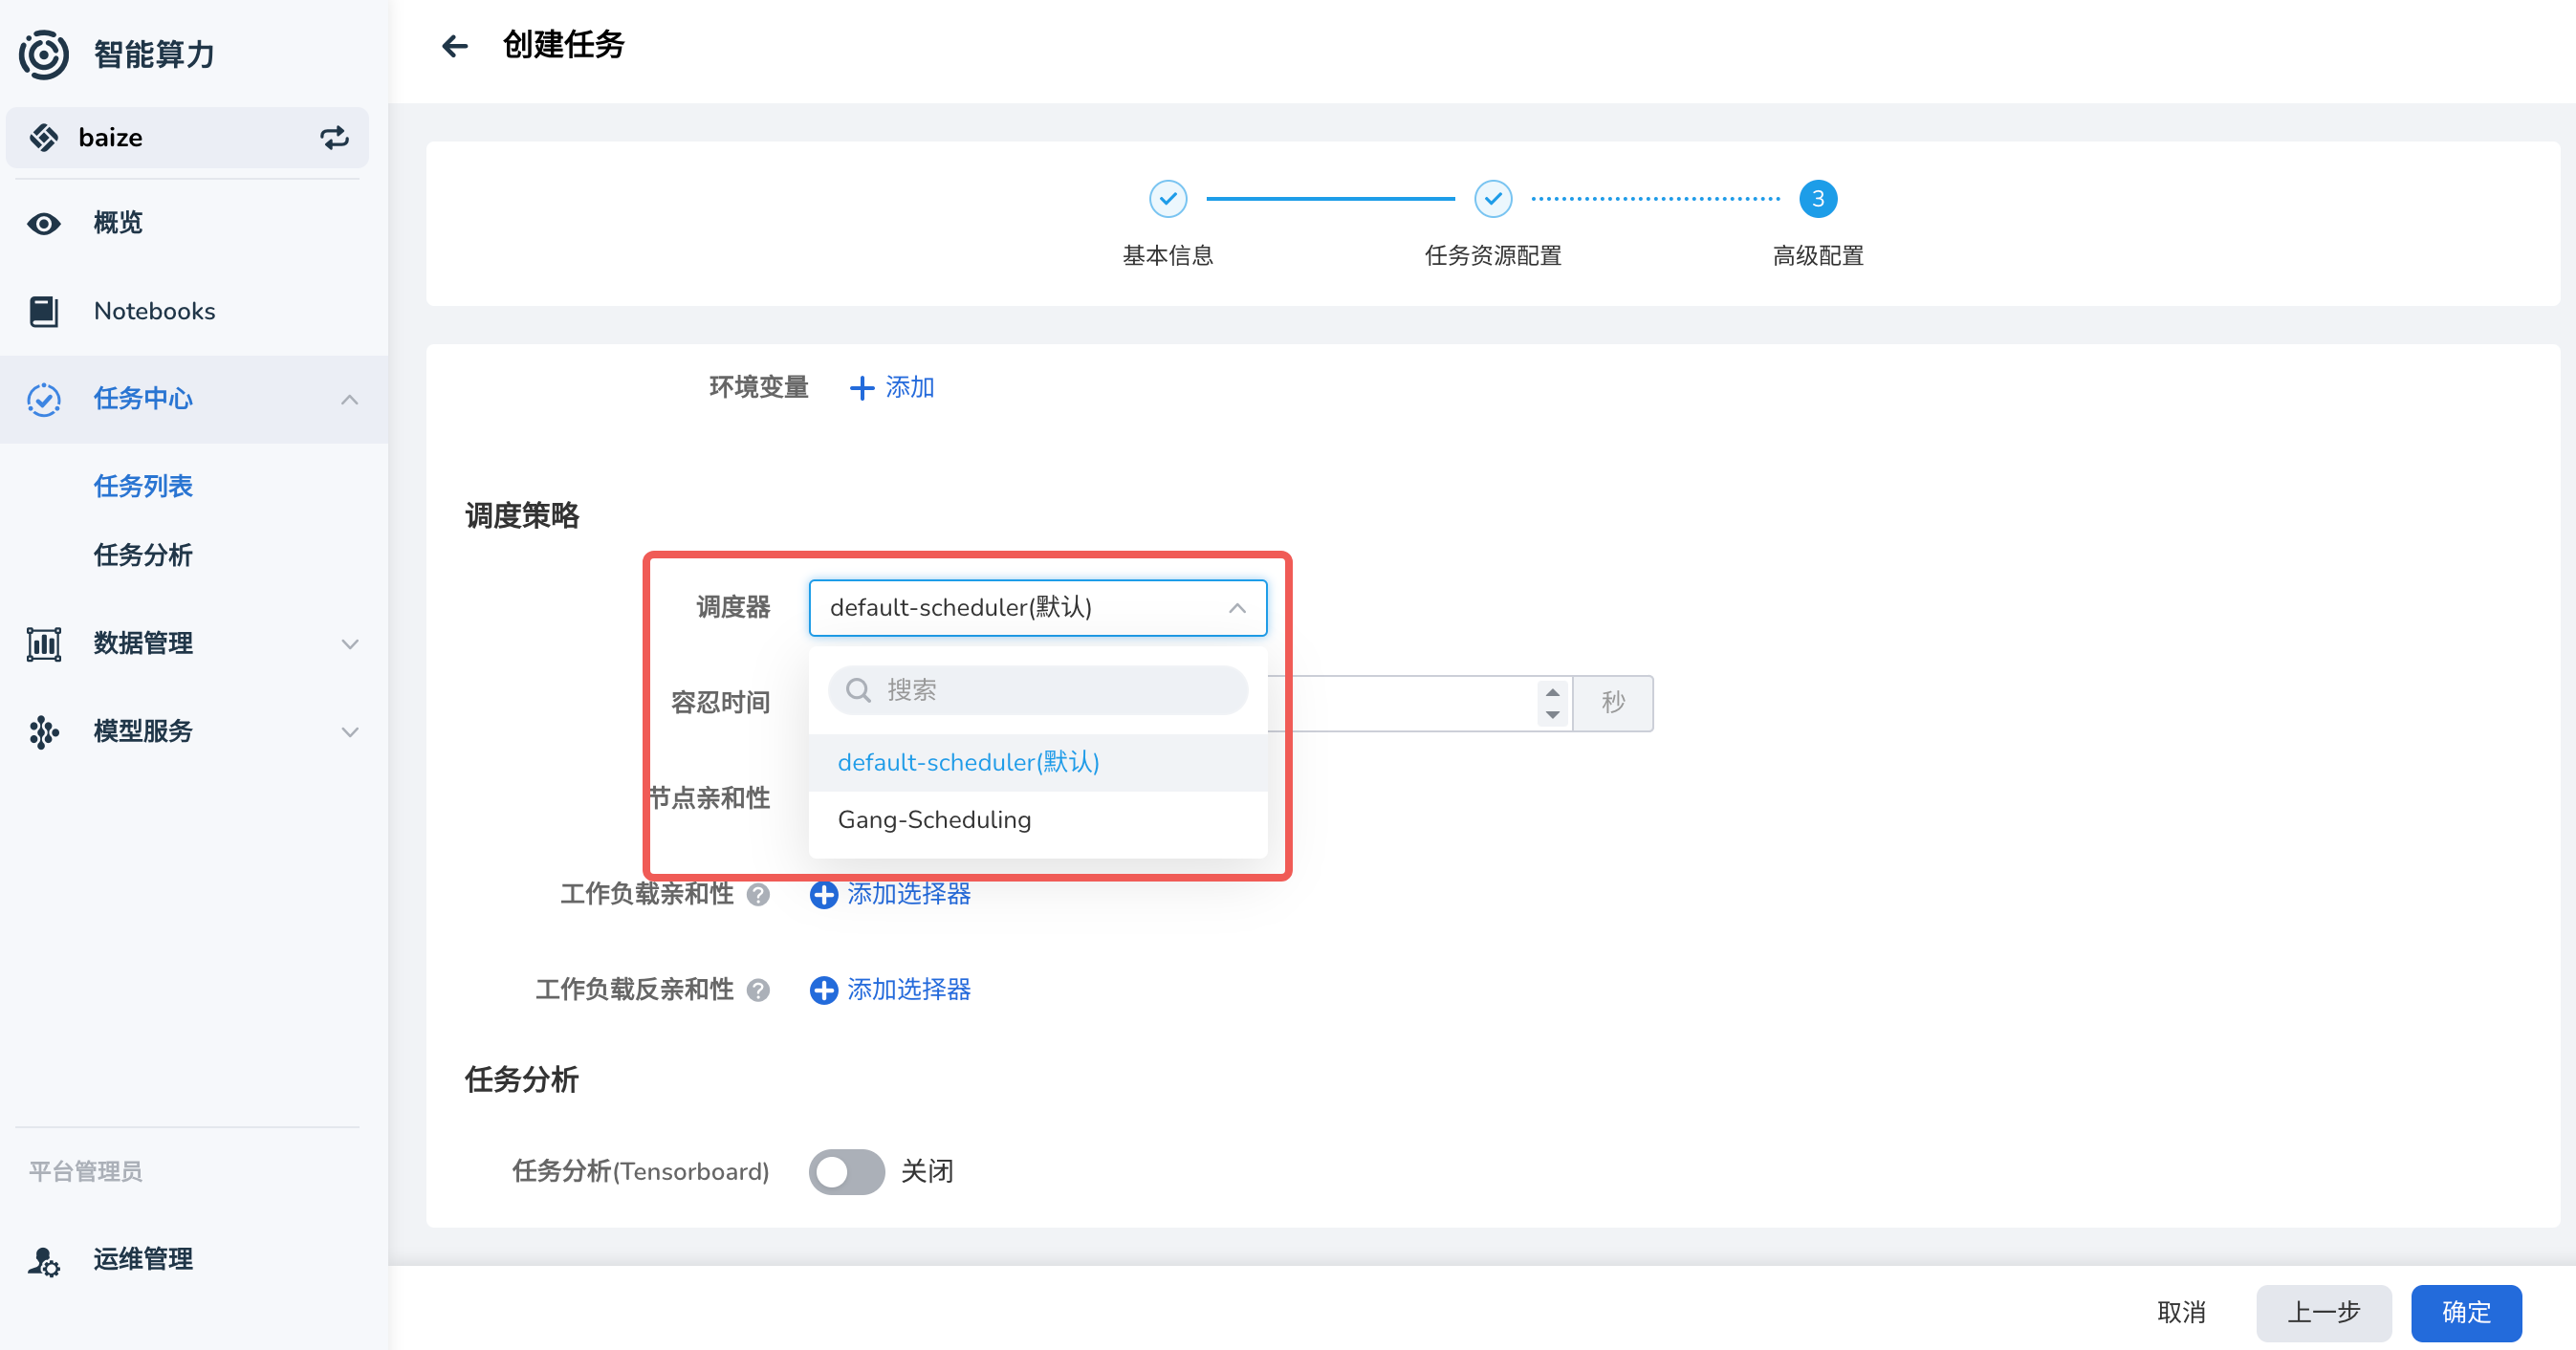 智能算力
baize
概览
Notebooks
任务中心
任务列表
任务分析
数据管理
模型服务
平台管理员
运维管理
创建任务
3
基本信息
任务资源配置
高级配置
环境变量 添加
调度策略
调度器 default-scheduler(默认)
搜索
default-scheduler(默认)
Gang-Scheduling
容忍时间 秒
节点亲和性
工作负载亲和性 ? 添加选择器
工作负载反亲和性 ? 添加选择器
任务分析
任务分析(Tensorboard) 关闭
取消 上一步 确定